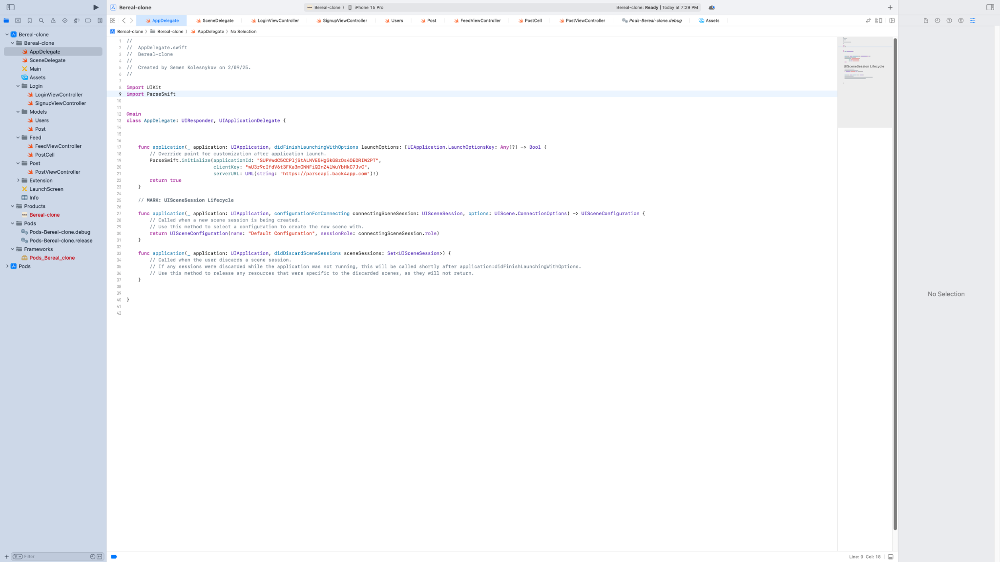 Bereal-clone
Bereal-clone 〉 iPhone 15 Pro
Bereal-clone: Ready | Today at 7:29 PM
AppDelegate
SceneDelegate
LoginViewController
SignupViewController
Users
Post
FeedViewController
PostCell
PostViewController
Pods-Bereal-clone.debug
Assets
Bereal-clone 〉 Bereal-clone 〉 AppDelegate 〉 No Selection
Bereal-clone
Bereal-clone
AppDelegate
SceneDelegate
Main
Assets
Login
LoginViewController
SignupViewController
Models
Users
Post
Feed
FeedViewController
PostCell
Post
PostViewController
Extension
LaunchScreen
Info
Products
Bereal-clone
Pods
Pods-Bereal-clone.debug
Pods-Bereal-clone.release
Frameworks
Pods_Bereal_clone
Pods
Filter
1 //
2 //  AppDelegate.swift
3 //  Bereal-clone
4 //
5 //  Created by Semen Kolesnykov on 2/09/25.
6 //
7
8 import UIKit
9 import ParseSwift
10
11
12 @main
13 class AppDelegate: UIResponder, UIApplicationDelegate {
14
15
16
17     func application(_ application: UIApplication, didFinishLaunchingWithOptions launchOptions: [UIApplication.LaunchOptionsKey: Any]?) -> Bool {
18         // Override point for customization after application launch.
19         ParseSwift.initialize(applicationId: "SUPVwdC5CCPljStALNVE5HgGkG8zOs4OEDRIW2PT",
20                               clientKey: "wU3r9cIfdV6t3FKa3mGNNFiQ2nZ4lWuYbHkC7JvC",
21                               serverURL: URL(string: "https://parseapi.back4app.com")!)
22         return true
23     }
24
25     // MARK: UISceneSession Lifecycle
26
27     func application(_ application: UIApplication, configurationForConnecting connectingSceneSession: UISceneSession, options: UIScene.ConnectionOptions) -> UISceneConfiguration {
28         // Called when a new scene session is being created.
29         // Use this method to select a configuration to create the new scene with.
30         return UISceneConfiguration(name: "Default Configuration", sessionRole: connectingSceneSession.role)
31     }
32
33     func application(_ application: UIApplication, didDiscardSceneSessions sceneSessions: Set<UISceneSession>) {
34         // Called when the user discards a scene session.
35         // If any sessions were discarded while the application was not running, this will be called shortly after application:didFinishLaunchingWithOptions.
36         // Use this method to release any resources that were specific to the discarded scenes, as they will not return.
37     }
38
39
40 }
41
42
UISceneSession Lifecycle
No Selection
Line: 9  Col: 18